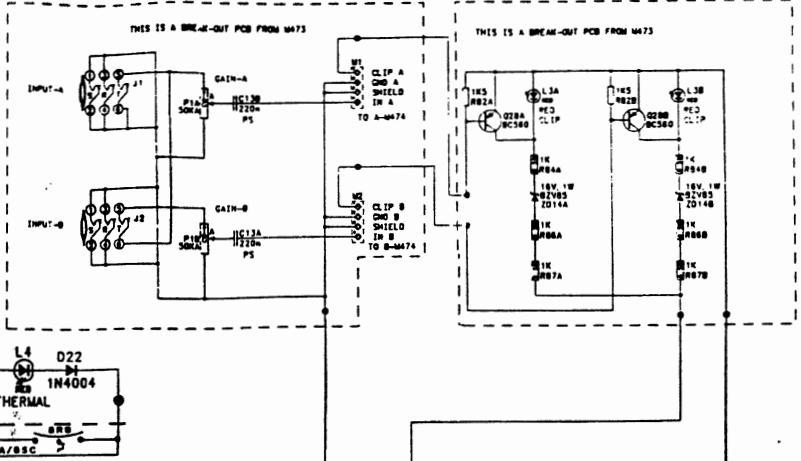 THIS IS A BREAK-OUT PCB FROM M473
INPUT-A
J1
S R T
GAIN-A
P1A
50KA
A
C13B
220n
PS
M1
CLIP A
GND A
SHIELD
IN A
TO A-M474
INPUT-B
J2
S R T
GAIN-B
P1B
50KA
A
C13A
220n
PS
M2
CLIP B
GND B
SHIELD
IN B
TO B-M474
THIS IS A BREAK-OUT PCB FROM M473
1K5
R82A
Q28A
BC560
L3A
RED
CLIP
1K
R84A
16V, 1W
BZV85
ZD14A
1K
R86A
1K
R87A
1K5
R82B
Q28B
BC560
L3B
RED
CLIP
1K
R84B
16V, 1W
BZV85
ZD14B
1K
R86B
1K
R87B
L4
D22
1N4004
THERMAL
BRG
A/BSC